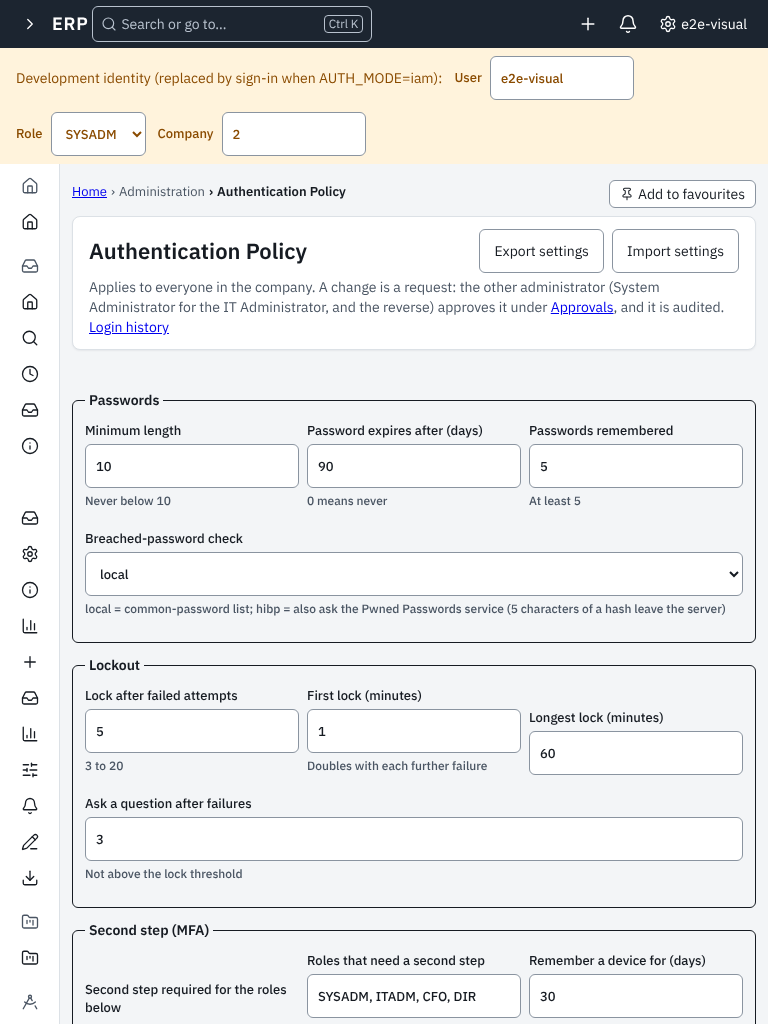 ERP
Search or go to...
Ctrl K
e2e-visual
Development identity (replaced by sign-in when AUTH_MODE=iam):
User
e2e-visual
Role
SYSADM
Company
2
Home › Administration › Authentication Policy
Add to favourites
Authentication Policy
Export settings
Import settings
Applies to everyone in the company. A change is a request: the other administrator (System
Administrator for the IT Administrator, and the reverse) approves it under Approvals, and it is audited.
Login history
Passwords
Minimum length
Password expires after (days)
Passwords remembered
10
90
5
Never below 10
0 means never
At least 5
Breached-password check
local
local = common-password list; hibp = also ask the Pwned Passwords service (5 characters of a hash leave the server)
Lockout
Lock after failed attempts
First lock (minutes)
Longest lock (minutes)
5
1
60
3 to 20
Doubles with each further failure
Ask a question after failures
3
Not above the lock threshold
Second step (MFA)
Roles that need a second step
Remember a device for (days)
Second step required for the roles
below
SYSADM, ITADM, CFO, DIR
30